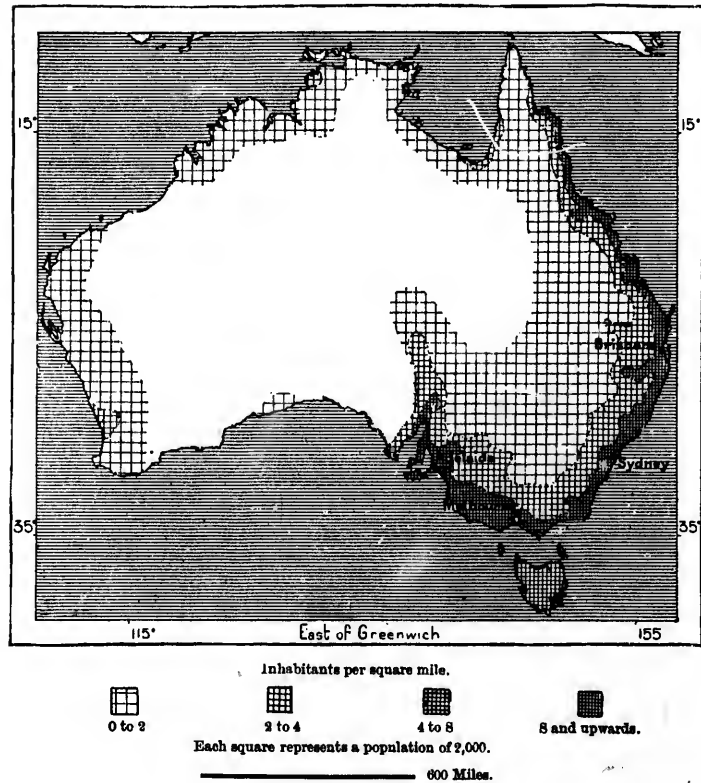 15° 15°
Brisbane
Adelaide Sydney
35° 35°
115° East of Greenwich 155
Inhabitants per square mile.
0 to 2 2 to 4 4 to 8 8 and upwards.
Each square represents a population of 2,000.
600 Miles.